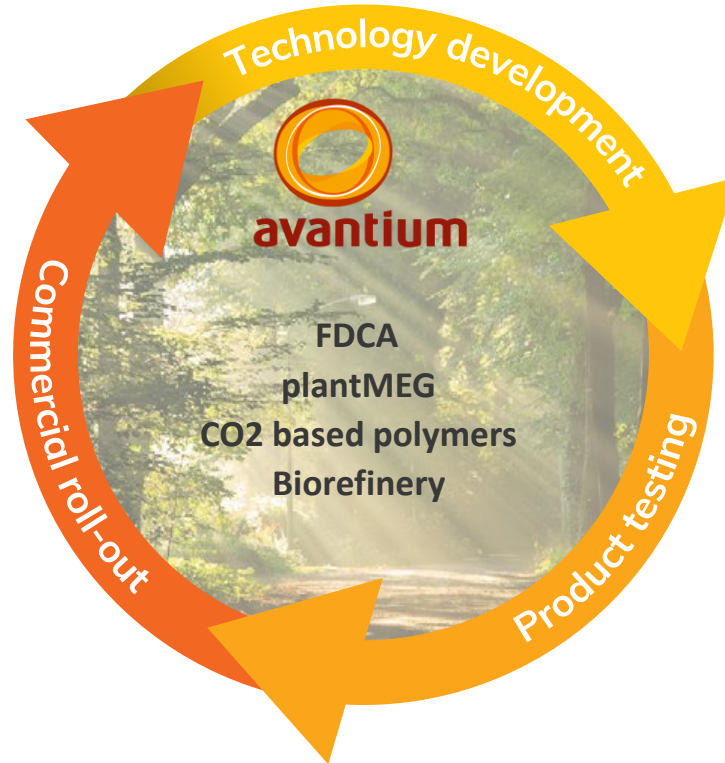 Technology development
avantium
FDCA
plantMEG
CO2 based polymers
Biorefinery
Product testing
Commercial roll-out